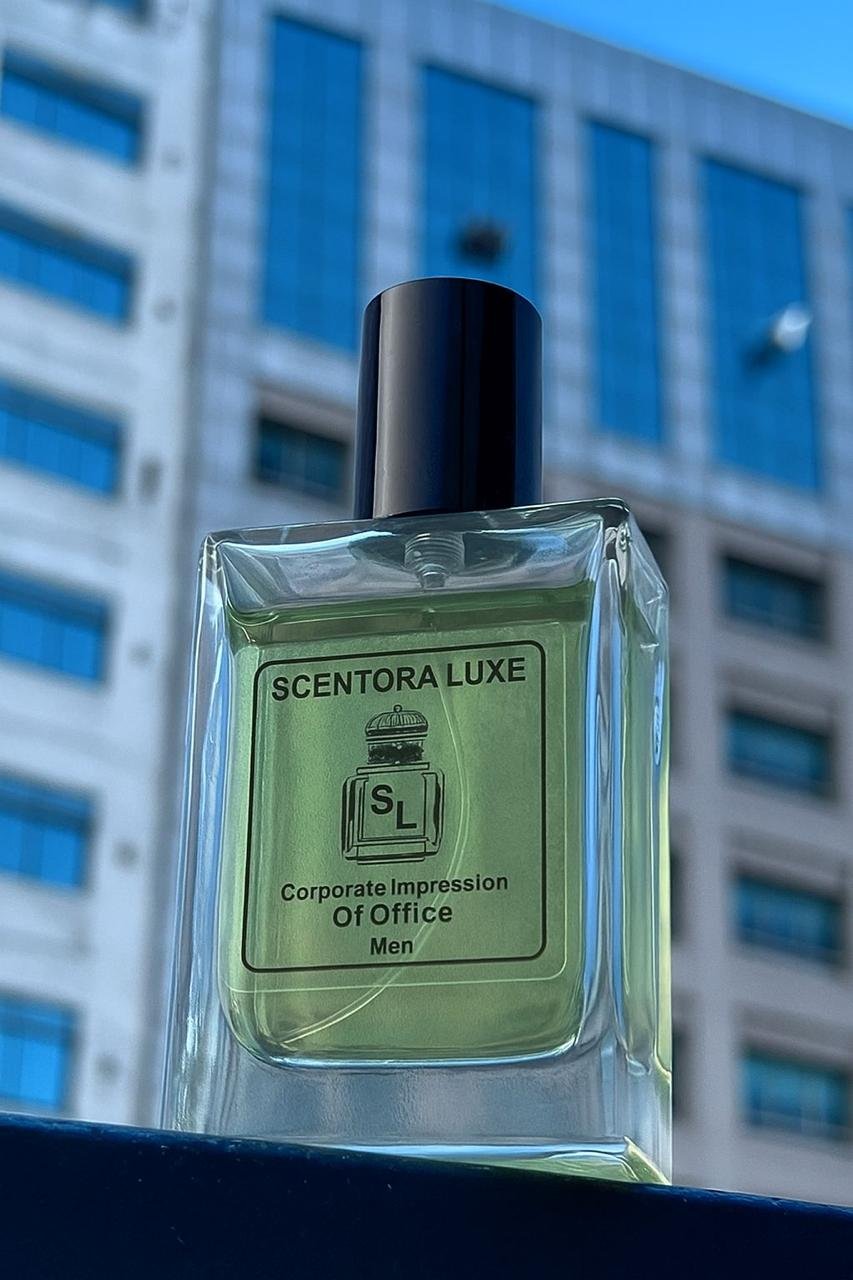 SCENTORA LUXE
SL
Corporate Impression
Of Office
Men